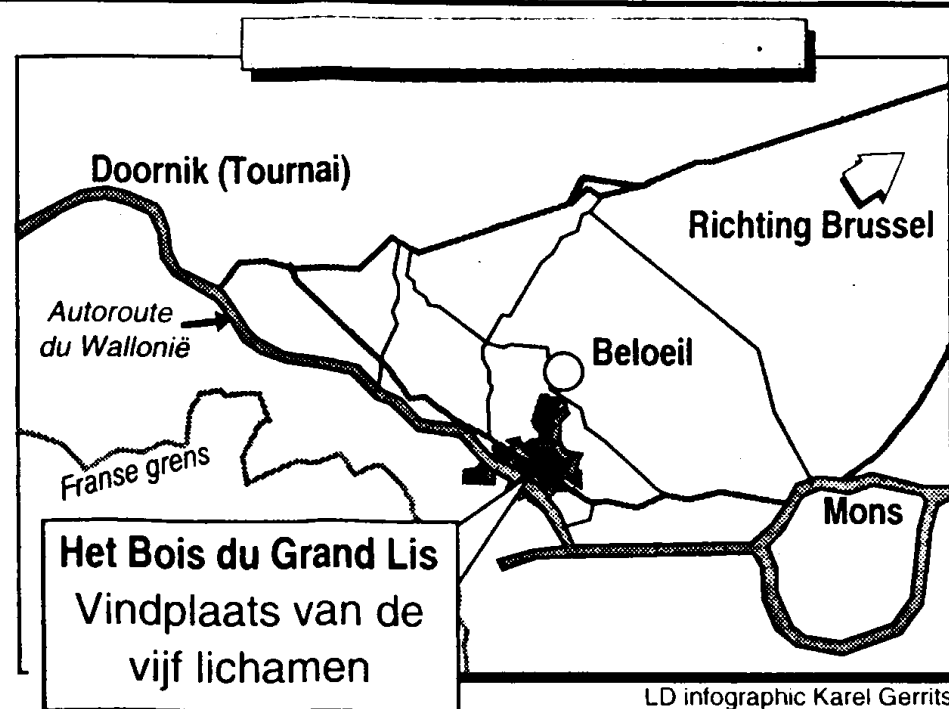 Doornik (Tournai)
Richting Brussel
Autoroute
du Wallonië
Beloeil
Franse grens
Mons
Het Bois du Grand Lis
Vindplaats van de
vijf lichamen
LD infographic Karel Gerrits